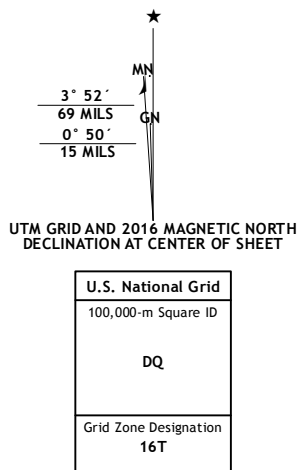 ★
MN
3° 52´
69 MILS
GN
0° 50´
15 MILS
UTM GRID AND 2016 MAGNETIC NORTH
DECLINATION AT CENTER OF SHEET
U.S. National Grid
100,000-m Square ID
DQ
Grid Zone Designation
16T